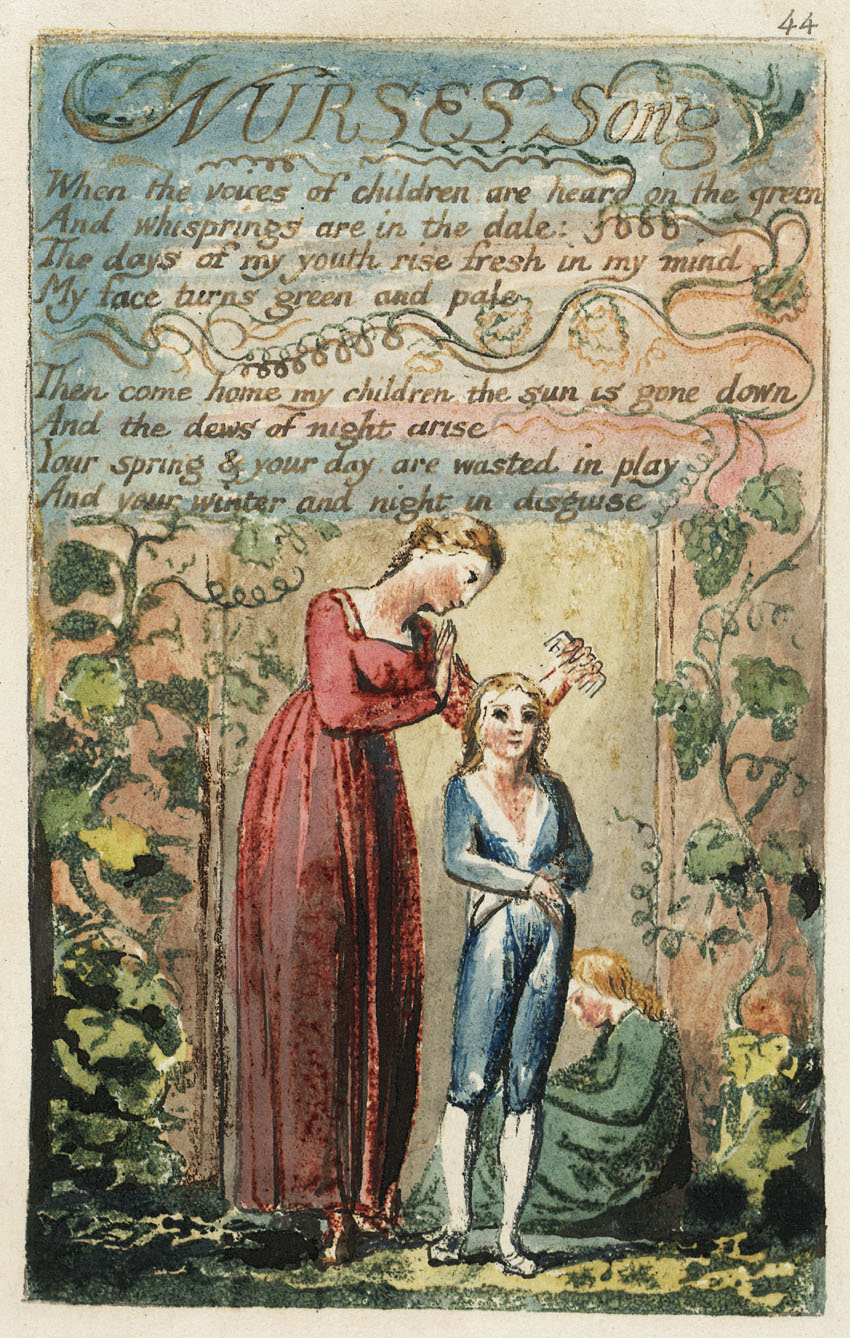 44
NURSES Song
When the voices of children are heard on the green
And whisprings are in the dale:
The days of my youth rise fresh in my mind,
My face turns green and pale.

Then come home my children, the sun is gone down
And the dews of night arise
Your spring & your day, are wasted in play
And your winter and night in disguise